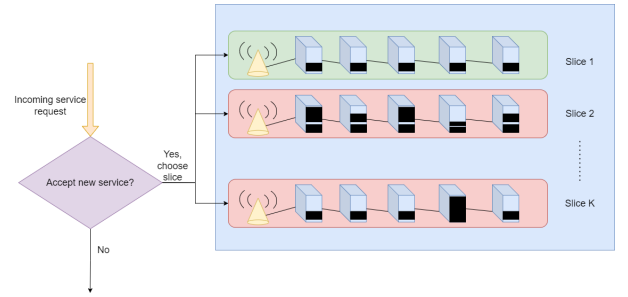 Incoming service
request
Accept new service?
Yes,
choose
slice
No
Slice 1
Slice 2
Slice K